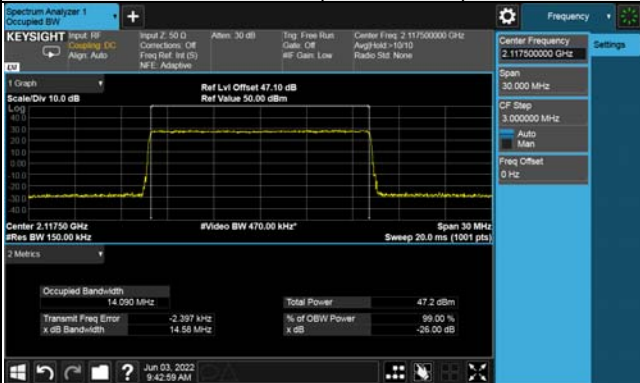 Spectrum Analyzer 1
Occupied BW
Frequency
KEYSIGHT Input: RF
Coupling: DC
Align: Auto
Input Z: 50 Ω
Corrections: Off
Freq Ref: Int (S)
NFE: Adaptive
Atten: 30 dB
Trig: Free Run
Gate: Off
#IF Gain: Low
Center Freq: 2.117500000 GHz
Avg|Hold:>10/10
Radio Std: None
LXI
1 Graph
Scale/Div 10.0 dB
Ref Lvl Offset 47.10 dB
Ref Value 50.00 dBm
Log
40.0
30.0
20.0
10.0
0.00
-10.0
-20.0
-30.0
-40.0
Center 2.11750 GHz
#Res BW 150.00 kHz
#Video BW 470.00 kHz*
Span 30 MHz
Sweep 20.0 ms (1001 pts)
2 Metrics
Occupied Bandwidth
14.090 MHz
Total Power 47.2 dBm
Transmit Freq Error -2.397 kHz
% of OBW Power 99.00 %
x dB Bandwidth 14.58 MHz
x dB -26.00 dB
Center Frequency
2.117500000 GHz
Settings
Span
30.000 MHz
CF Step
3.000000 MHz
Auto
Man
Freq Offset
0 Hz
?
Jun 03, 2022
9:42:59 AM